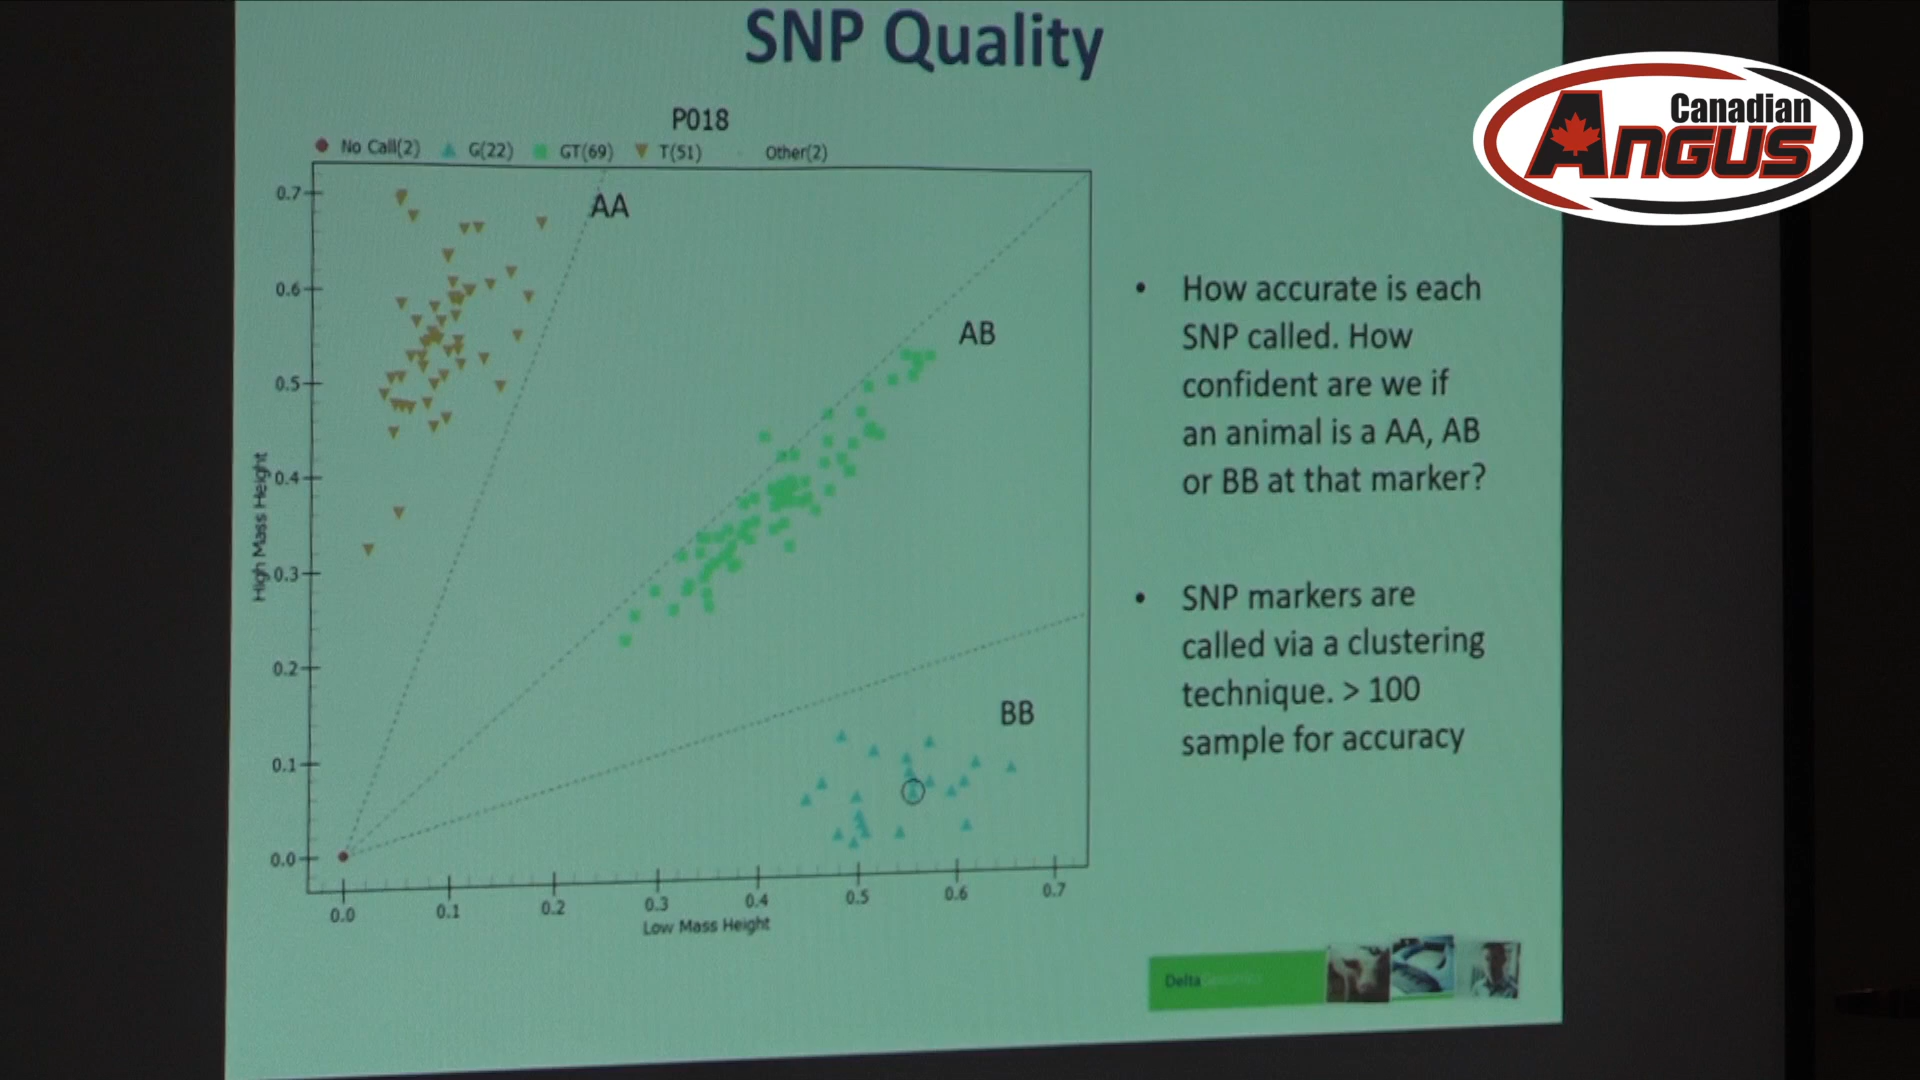 SNP Quality
Canadian
ANGUS
P018
No Call(2) G(22) GT(69) T(51) Other(2)
0.7
0.6
0.5
0.4
0.3
0.2
0.1
0.0
High Mass Height
AA
AB
BB
0.0 0.1 0.2 0.3 0.4 0.5 0.6 0.7
Low Mass Height
• How accurate is each
SNP called. How
confident are we if
an animal is a AA, AB
or BB at that marker?
• SNP markers are
called via a clustering
technique. > 100
sample for accuracy
Delta